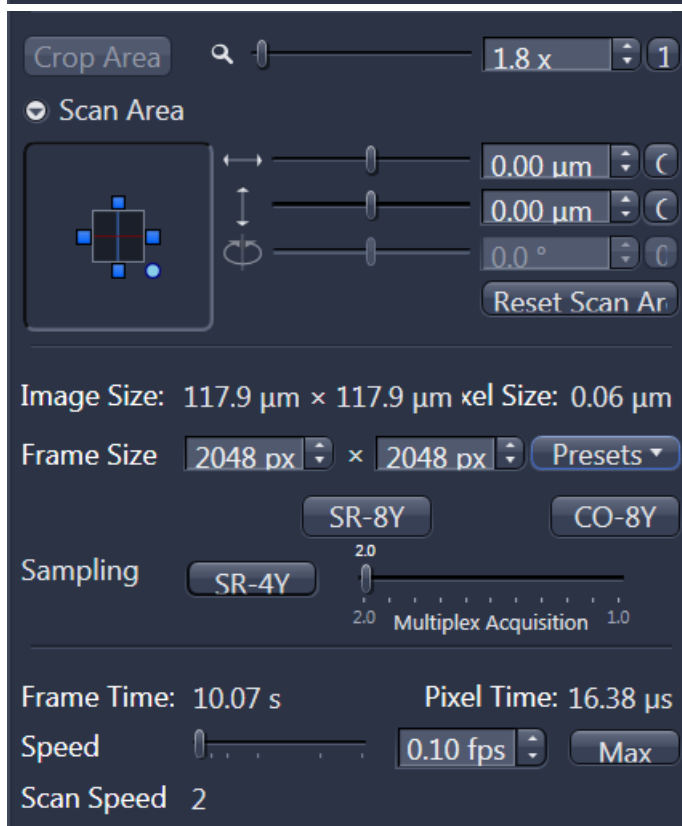 Crop Area 1.8 x 1
Scan Area
0.00 µm
0.00 µm
0.0 ° 0
Reset Scan Ar
Image Size: 117.9 µm × 117.9 µm xel Size: 0.06 µm
Frame Size 2048 px × 2048 px Presets
SR-8Y CO-8Y
2.0
Sampling SR-4Y
2.0 Multiplex Acquisition 1.0
Frame Time: 10.07 s Pixel Time: 16.38 µs
Speed 0.10 fps Max
Scan Speed 2